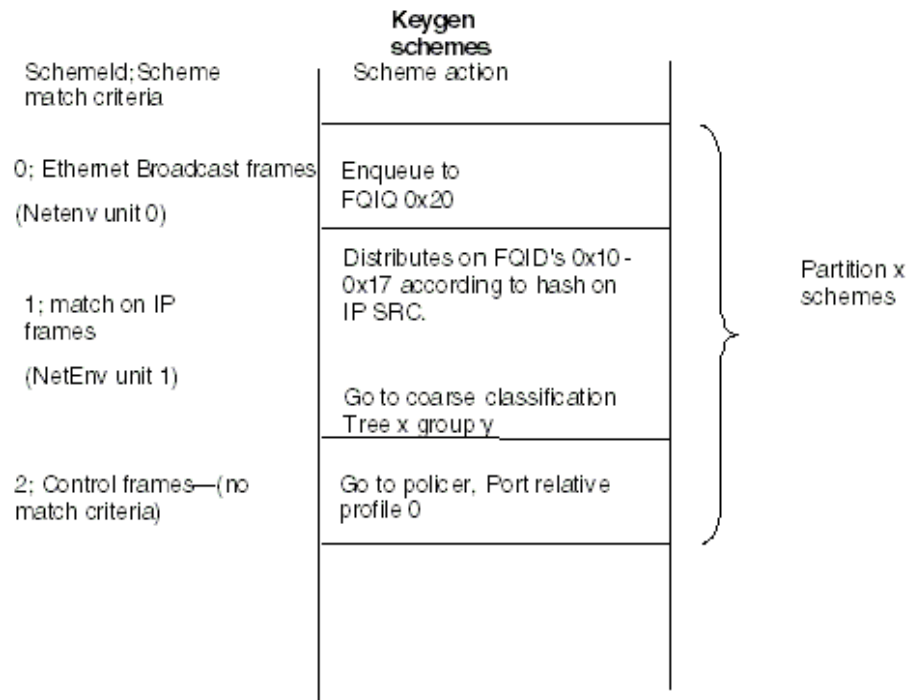 Keygen
schemes
SchemeId; Scheme
match criteria
Scheme action
0; Ethernet Broadcast frames
(Netenv unit 0)
Enqueue to
FQIQ 0x20
1; match on IP
frames
(NetEnv unit 1)
Distributes on FQID's 0x10 -
0x17 according to hash on
IP SRC.
Go to coarse classification
Tree x group y
2; Control frames—(no
match criteria)
Go to policer, Port relative
profile 0
Partition x
schemes